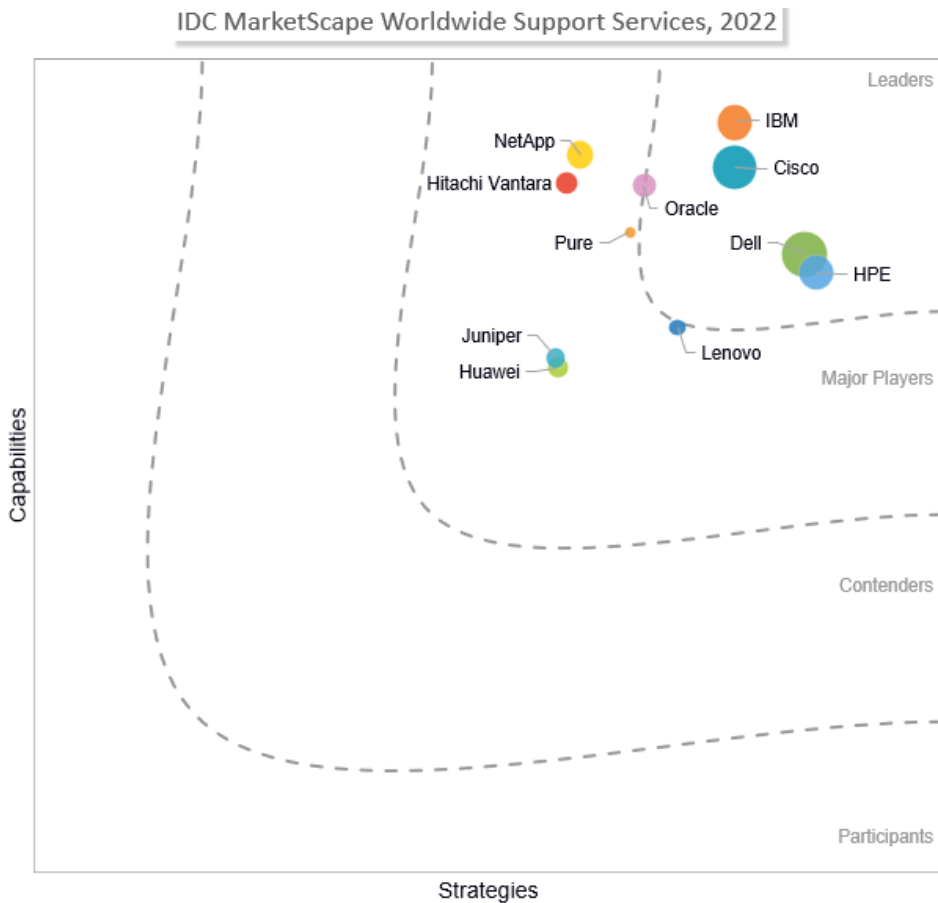 IDC MarketScape Worldwide Support Services, 2022
Leaders
IBM
NetApp
Cisco
Hitachi Vantara
Oracle
Pure
Dell
HPE
Juniper
Lenovo
Huawei
Major Players
Capabilities
Contenders
Participants
Strategies